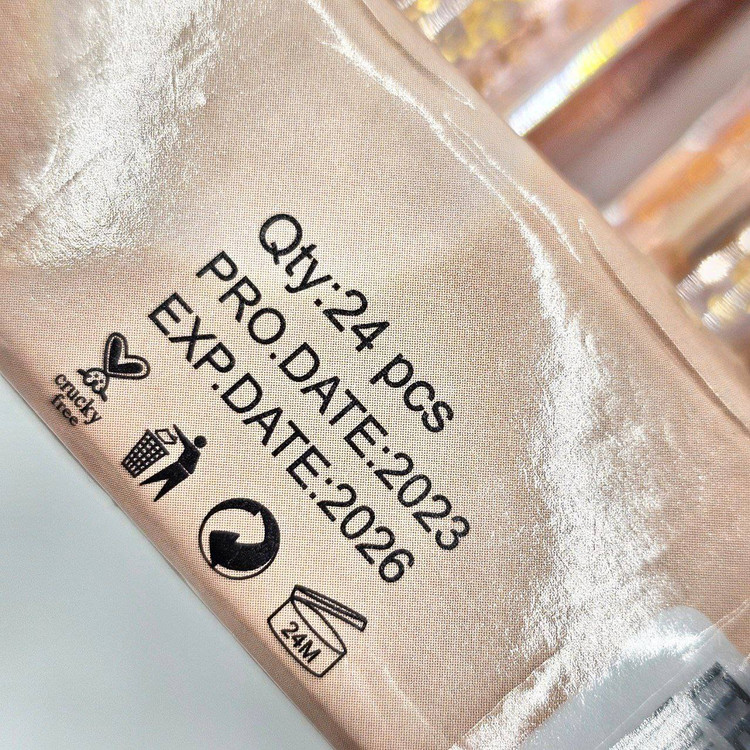 Qty:24 pcs
PRO.DATE:2023
EXP.DATE:2026
crucky
free
24M